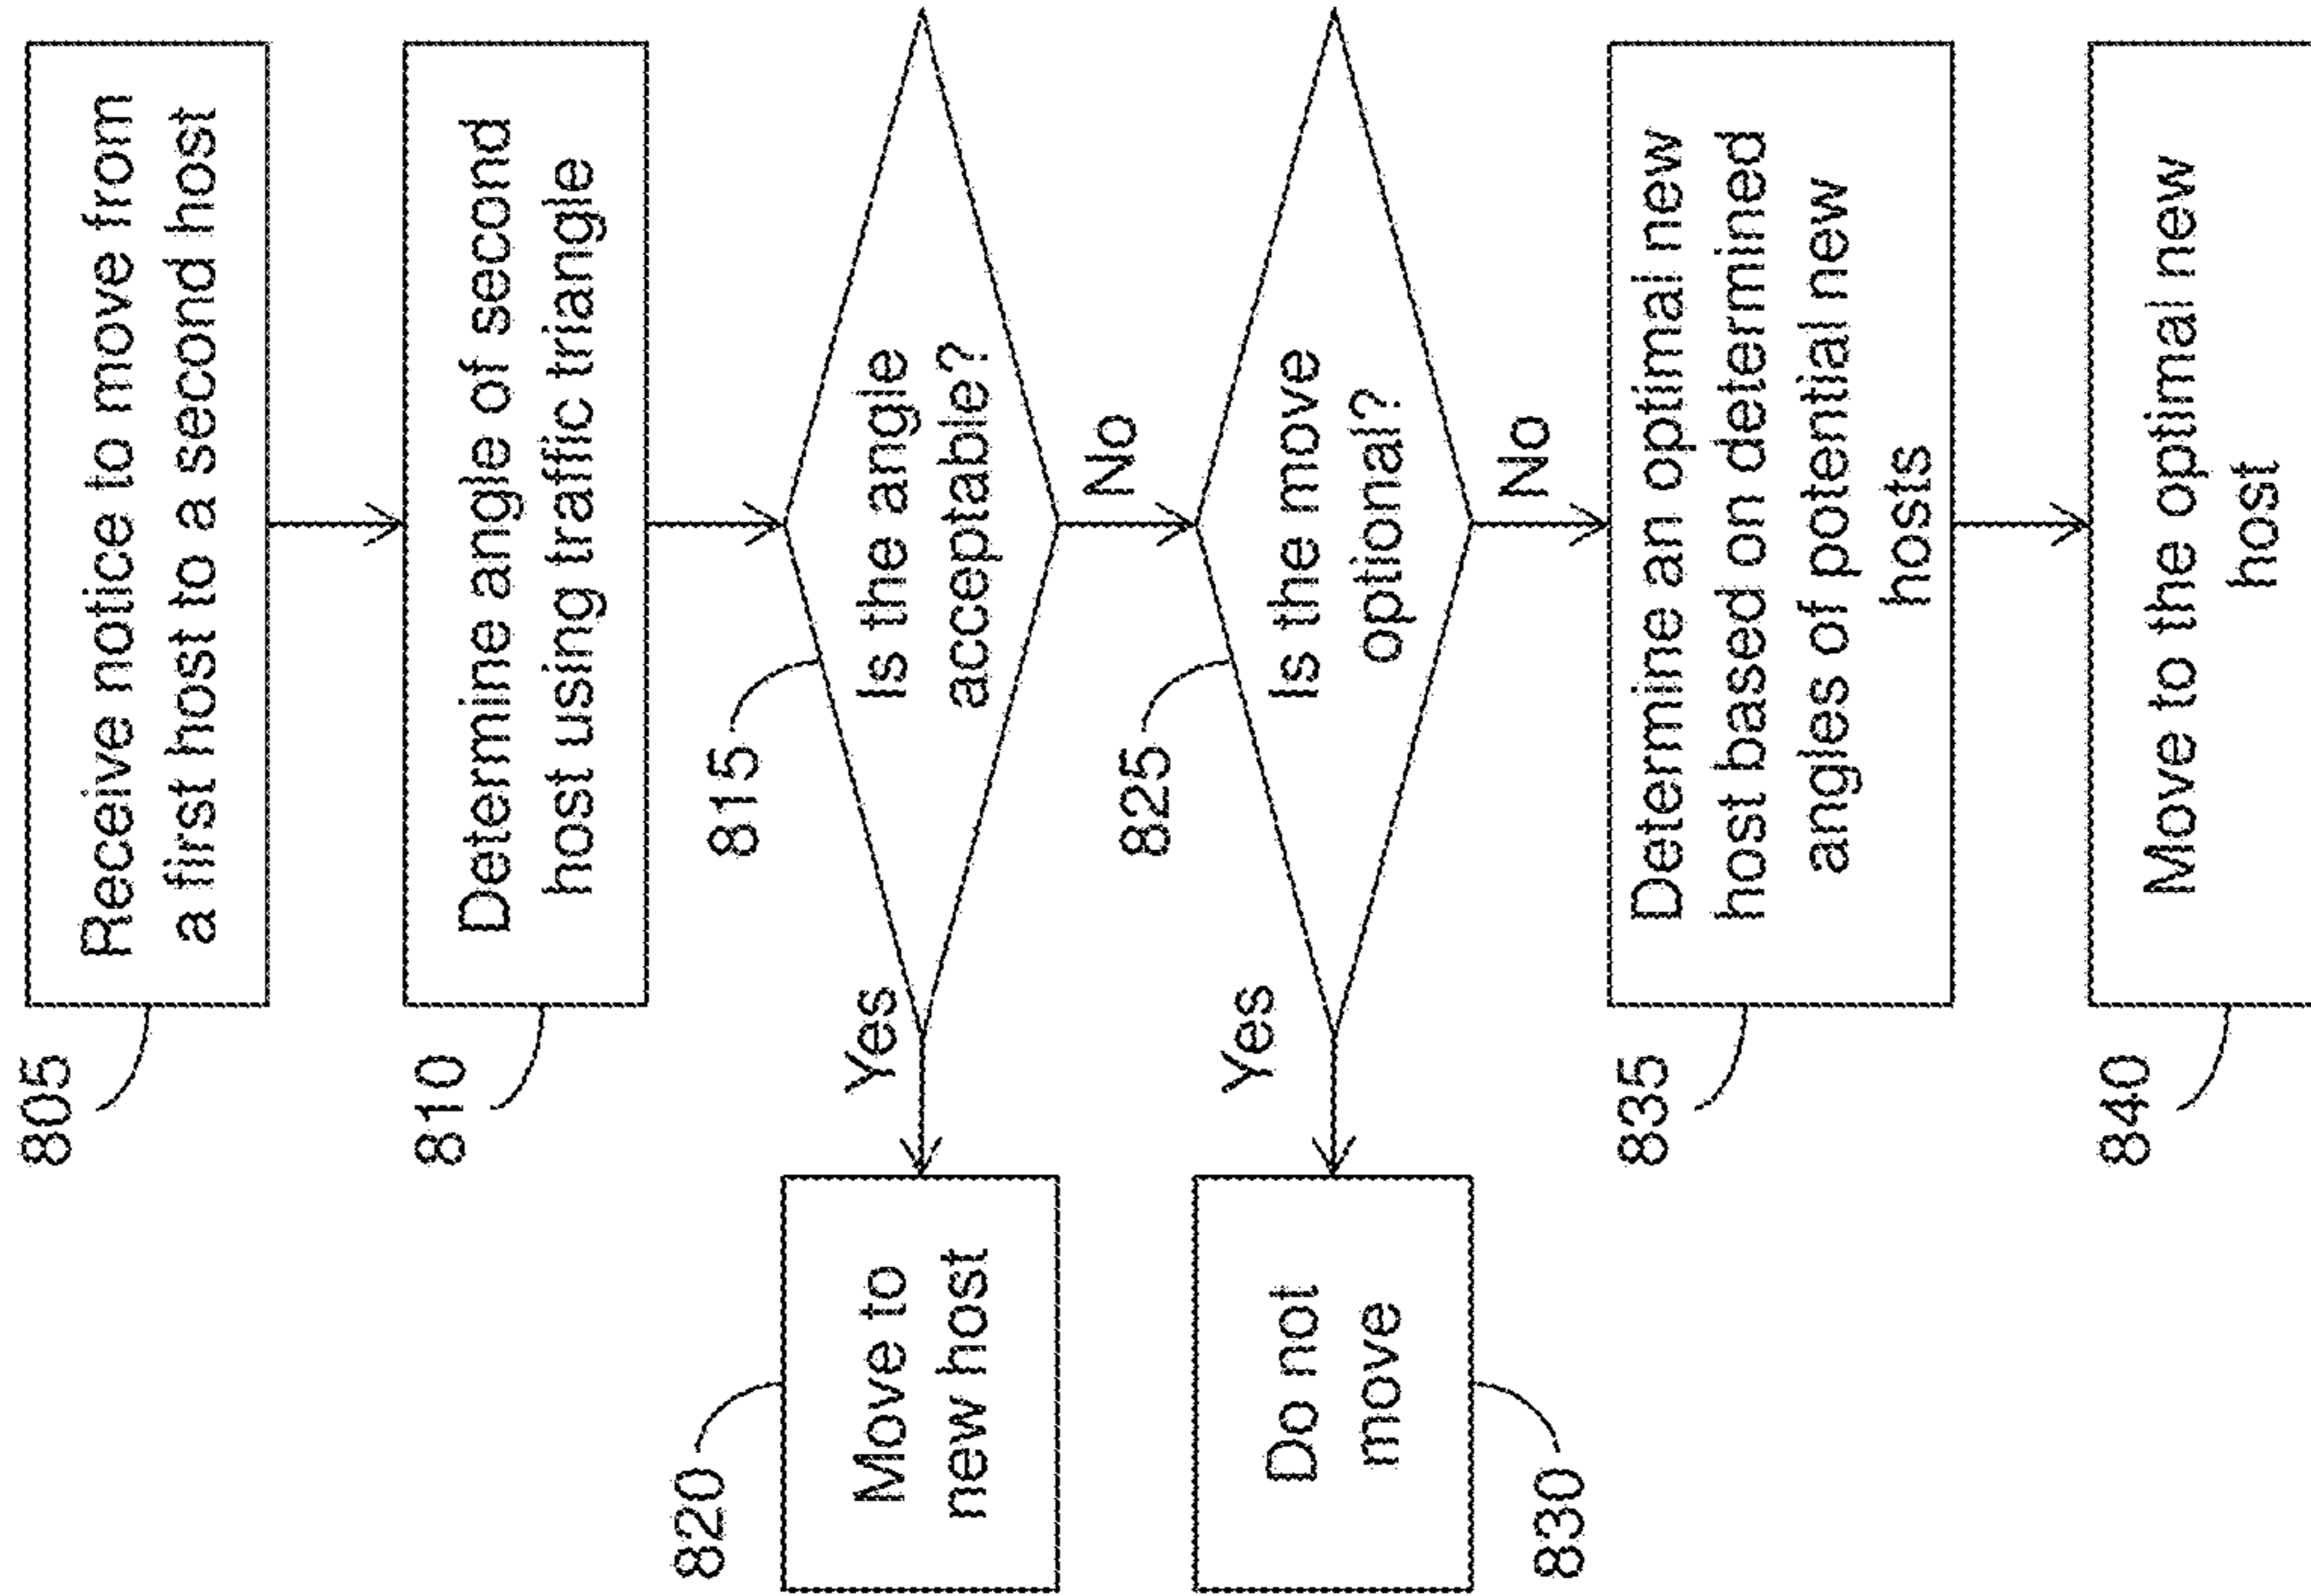 805
Receive notice to move from
a first host to a second host
810
Determine angle of second
host using traffic triangle
815
Is the angle
acceptable?
Yes
820
Move to
new host
No
825
Is the move
optional?
Yes
Do not
move
830
No
835
Determine an optimal new
host based on determined
angles of potential new
hosts
840
Move to the optimal new
host